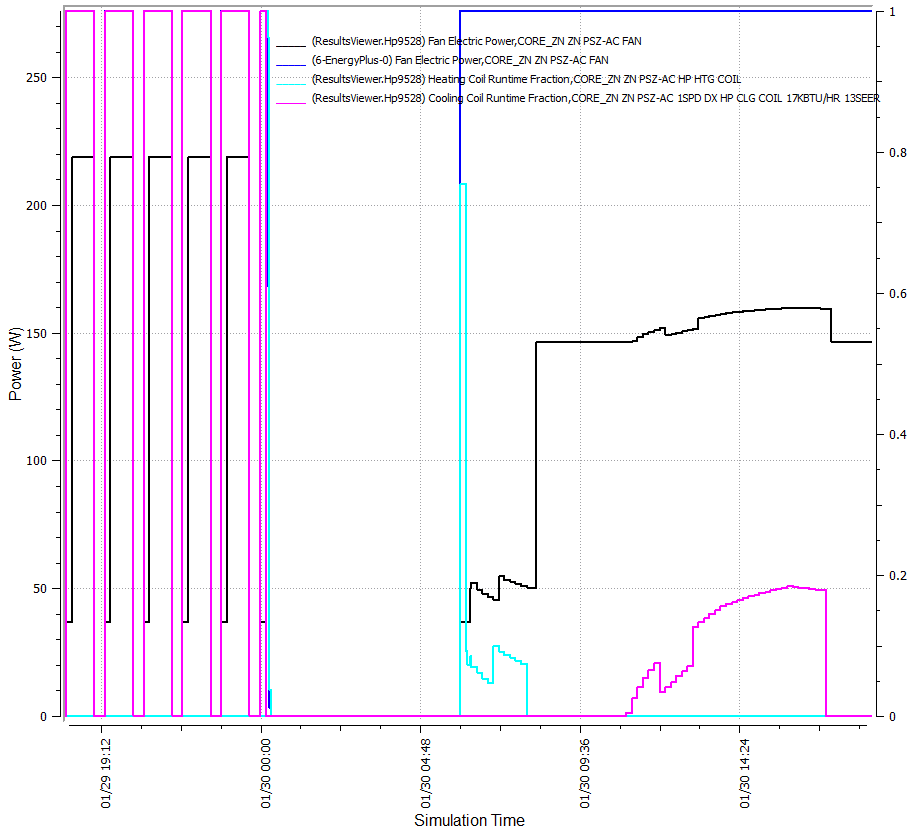 (ResultsViewer.Hp9528) Fan Electric Power,CORE_ZN ZN PSZ-AC FAN
(6-EnergyPlus-0) Fan Electric Power,CORE_ZN ZN PSZ-AC FAN
(ResultsViewer.Hp9528) Heating Coil Runtime Fraction,CORE_ZN ZN PSZ-AC HP HTG COIL
(ResultsViewer.Hp9528) Cooling Coil Runtime Fraction,CORE_ZN ZN PSZ-AC 1SPD DX HP CLG COIL 17KBTU/HR 13SEER
Power (W)
250
200
150
100
50
0
1
0.8
0.6
0.4
0.2
0
01/29 19:12
01/30 00:00
01/30 04:48
01/30 09:36
01/30 14:24
Simulation Time